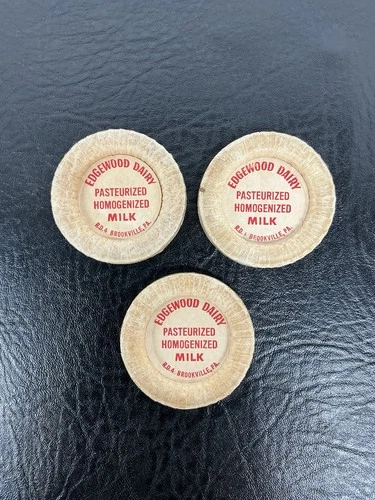 EDGEWOOD DAIRY
PASTEURIZED
HOMOGENIZED
MILK
R.D.4 BROOKVILLE, PA.
EDGEWOOD DAIRY
PASTEURIZED
HOMOGENIZED
MILK
R.D. BROOKVILLE, PA.
EDGEWOOD DAIRY
PASTEURIZED
HOMOGENIZED
MILK
R.D.4 BROOKVILLE, PA.